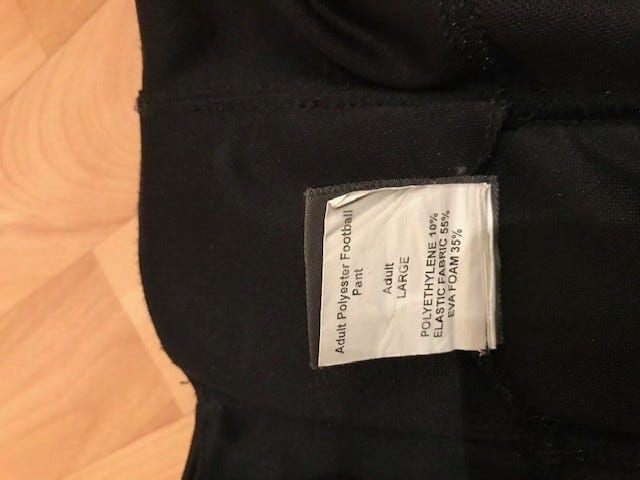 Adult Polyester Football
Pant
Adult
LARGE
POLYETHYLENE 10%
ELASTIC FABRIC 55%
EVA FOAM 35%